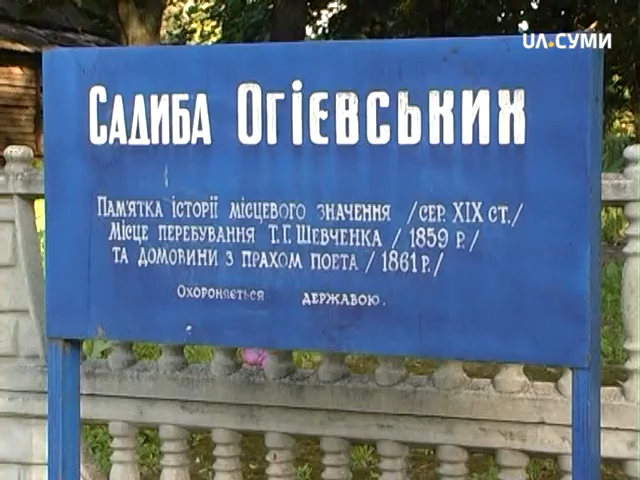 UA:СУМИ
Садиба Огієвських
Пам'ятка історії місцевого значення /сер. XIX ст./
Місце перебування Т.Г. Шевченка / 1859 р./
та домовини з прахом поета / 1861 р./
Охороняється державою.